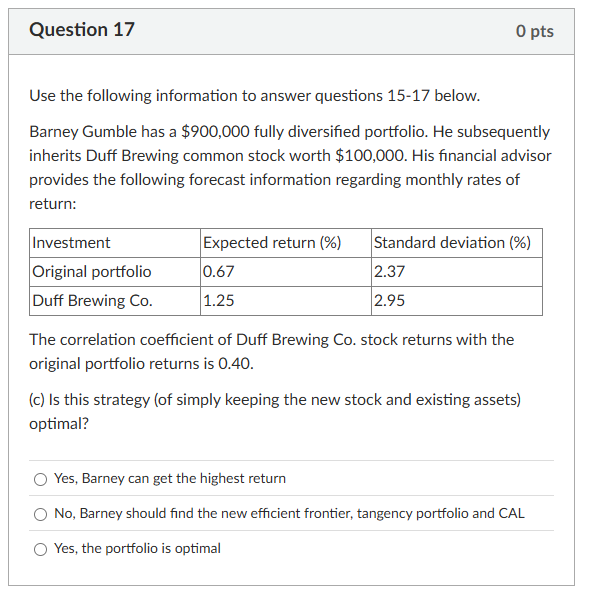 Question 17
0 pts
Use the following information to answer questions 15-17 below.
Barney Gumble has a $900,000 fully diversified portfolio. He subsequently
inherits Duff Brewing common stock worth $100,000. His financial advisor
provides the following forecast information regarding monthly rates of
return:
Investment Expected return (%) Standard deviation (%)
Original portfolio 0.67 2.37
Duff Brewing Co. 1.25 2.95
The correlation coefficient of Duff Brewing Co. stock returns with the
original portfolio returns is 0.40.
(c) Is this strategy (of simply keeping the new stock and existing assets)
optimal?
Yes, Barney can get the highest return
No, Barney should find the new efficient frontier, tangency portfolio and CAL
Yes, the portfolio is optimal